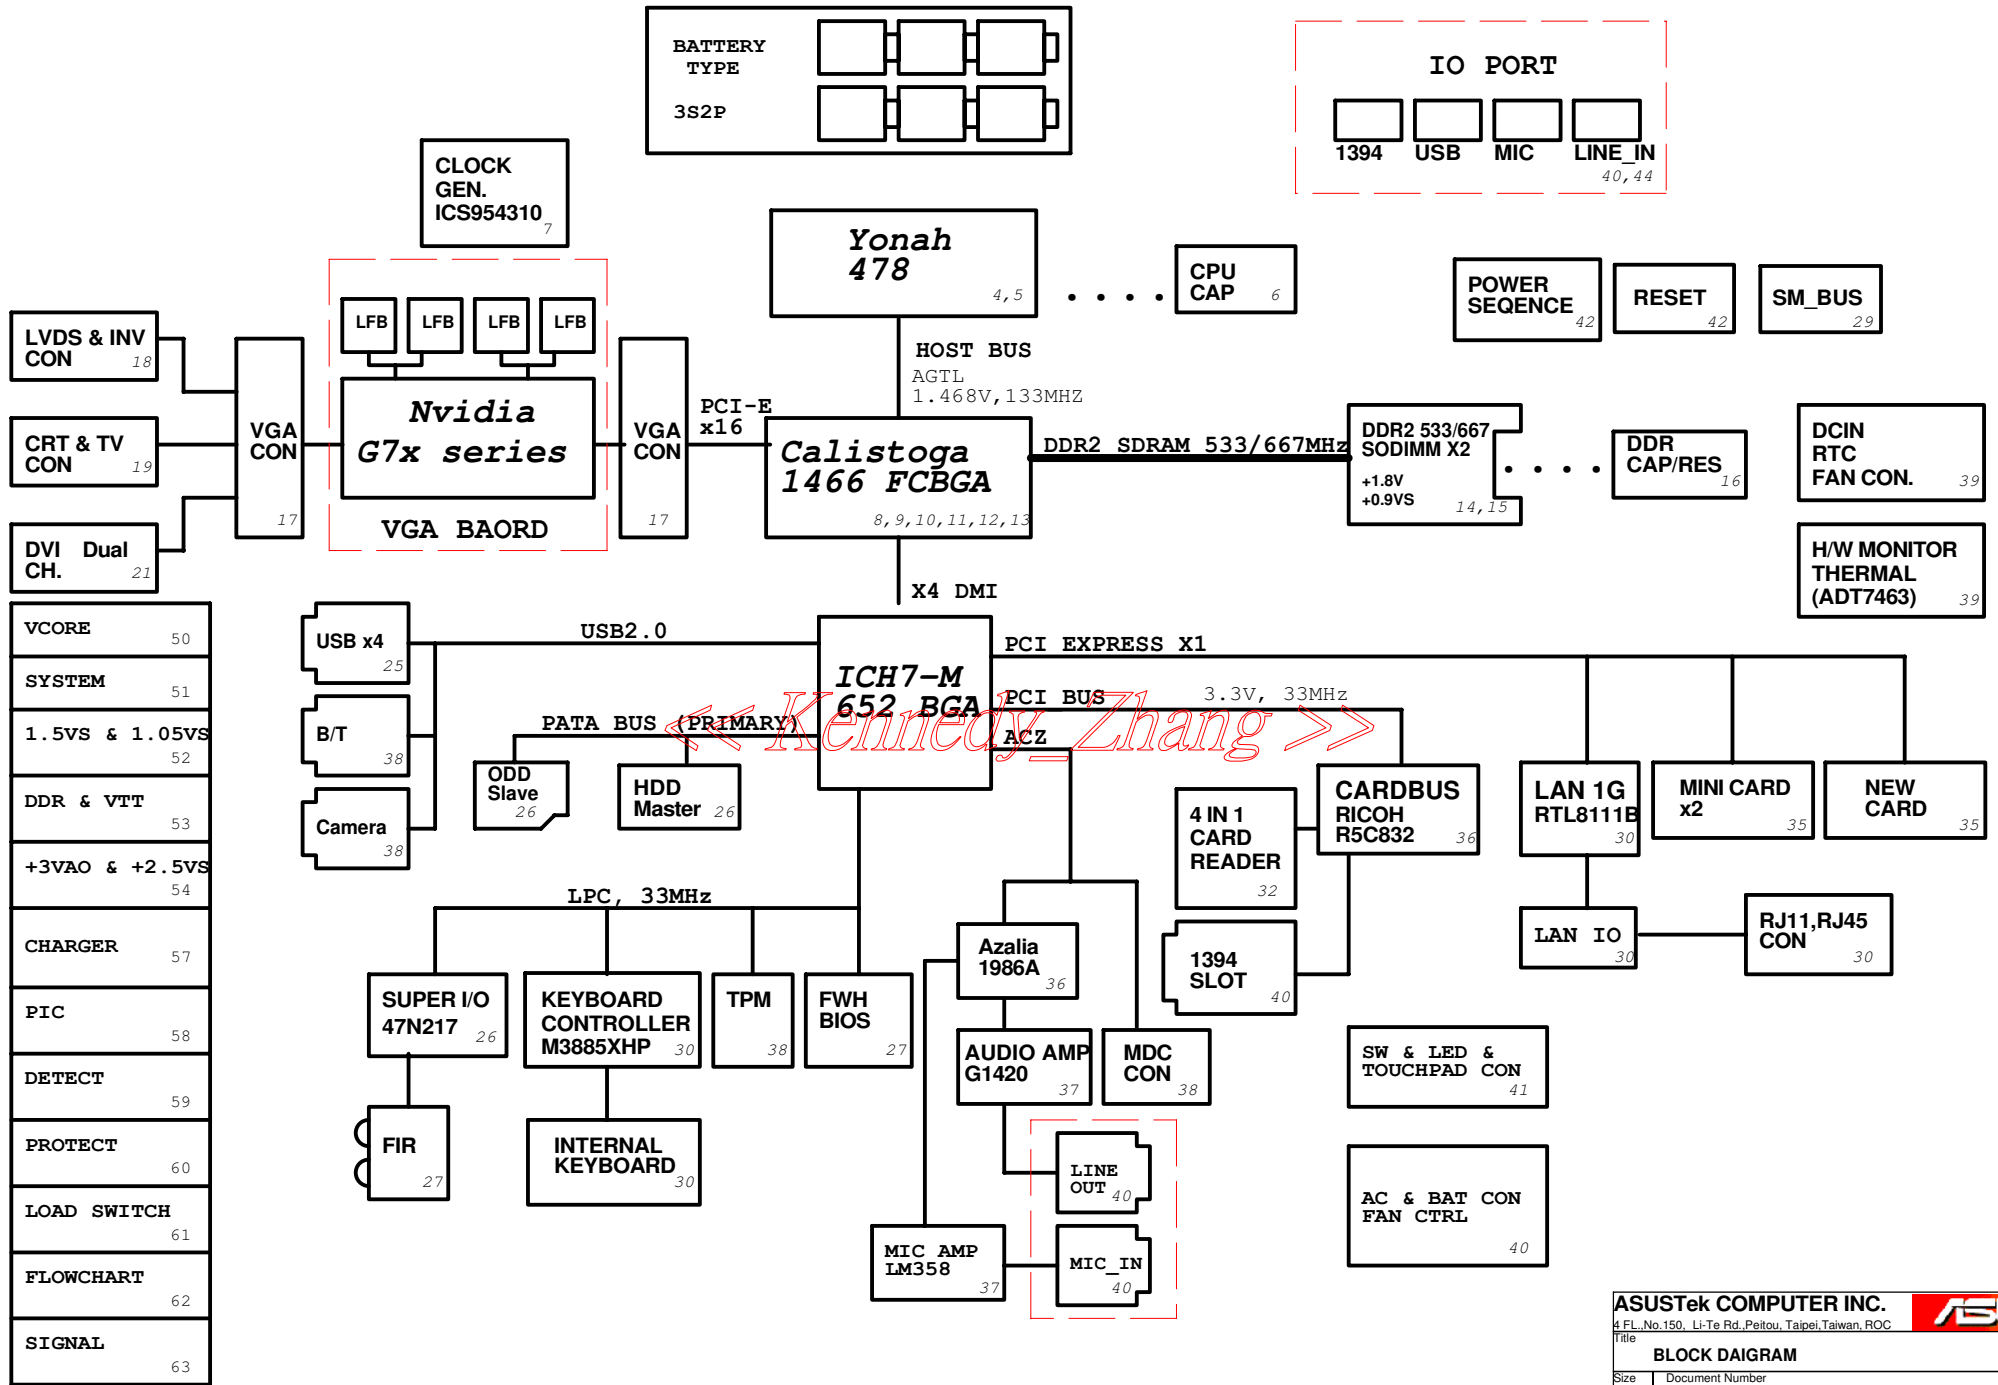 BATTERY
TYPE
3S2P
IO PORT
1394
USB
MIC
LINE_IN
40,44
CLOCK
GEN.
ICS954310
7
Yonah
478
4,5
CPU
CAP
6
POWER
SEQENCE
42
RESET
42
SM_BUS
29
LVDS & INV
CON
18
CRT & TV
CON
19
DVI Dual
CH.
21
VGA
CON
17
LFB
LFB
LFB
LFB
Nvidia
G7x series
VGA BAORD
VGA
CON
17
PCI-E
x16
HOST BUS
AGTL
1.468V,133MHZ
Calistoga
1466 FCBGA
8,9,10,11,12,13
DDR2 SDRAM 533/667MHz
DDR2 533/667
SODIMM X2
+1.8V
+0.9VS
14,15
DDR
CAP/RES
16
DCIN
RTC
FAN CON.
39
H/W MONITOR
THERMAL
(ADT7463)
39
X4 DMI
VCORE
50
SYSTEM
51
1.5VS & 1.05VS
52
DDR & VTT
53
+3VAO & +2.5VS
54
CHARGER
57
PIC
58
DETECT
59
PROTECT
60
LOAD SWITCH
61
FLOWCHART
62
SIGNAL
63
USB x4
25
B/T
38
Camera
38
USB2.0
ICH7-M
652 BGA
PCI EXPRESS X1
PCI BUS
3.3V, 33MHz
ACZ
<< Kennedy_Zhang >>
PATA BUS (PRIMARY)
ODD
Slave
26
HDD
Master
26
4 IN 1
CARD
READER
32
CARDBUS
RICOH
R5C832
36
LAN 1G
RTL8111B
30
MINI CARD
x2
35
NEW
CARD
35
LPC, 33MHz
SUPER I/O
47N217
26
KEYBOARD
CONTROLLER
M3885XHP
30
TPM
38
FWH
BIOS
27
Azalia
1986A
36
1394
SLOT
40
LAN IO
30
RJ11,RJ45
CON
30
AUDIO AMP
G1420
37
MDC
CON
38
SW & LED &
TOUCHPAD CON
41
FIR
27
INTERNAL
KEYBOARD
30
LINE
OUT
40
MIC AMP
LM358
37
MIC_IN
40
AC & BAT CON
FAN CTRL
40
ASUSTek COMPUTER INC.
4 FL.,No.150, Li-Te Rd.,Peitou, Taipei,Taiwan, ROC
Title
BLOCK DAIGRAM
Size
Document Number